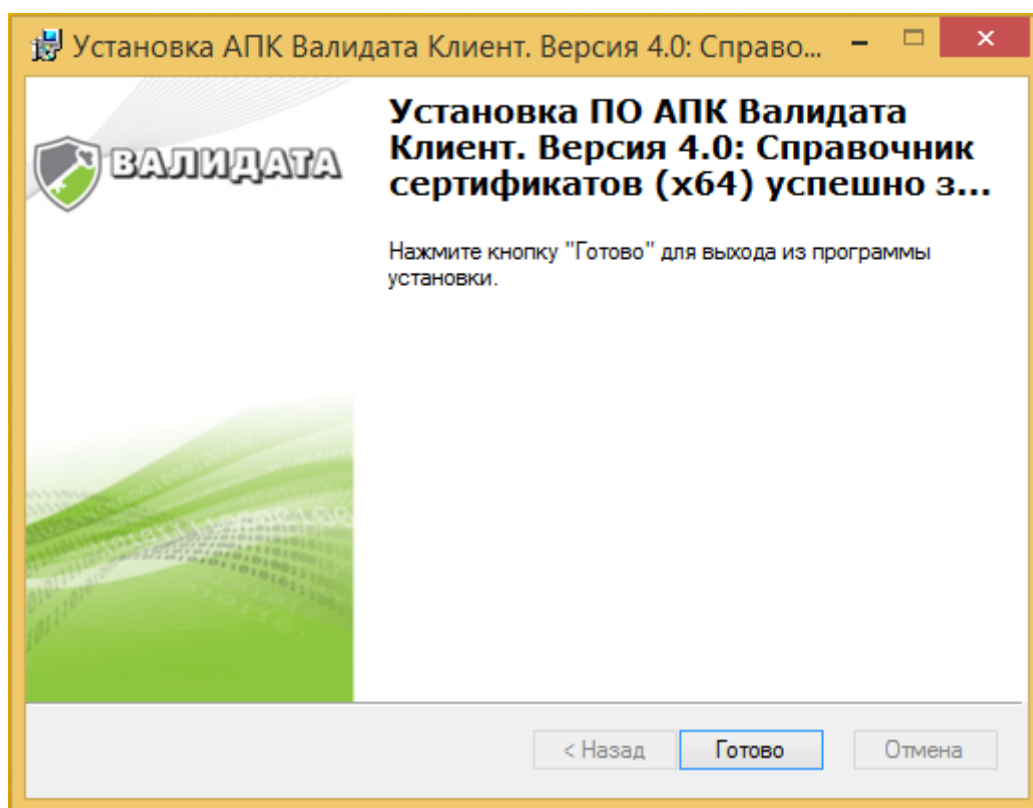 Установка АПК Валидата Клиент. Версия 4.0: Справо...
ВАЛИДАТА
Установка ПО АПК Валидата
Клиент. Версия 4.0: Справочник
сертификатов (x64) успешно з...
Нажмите кнопку "Готово" для выхода из программы
установки.
< Назад
Готово
Отмена